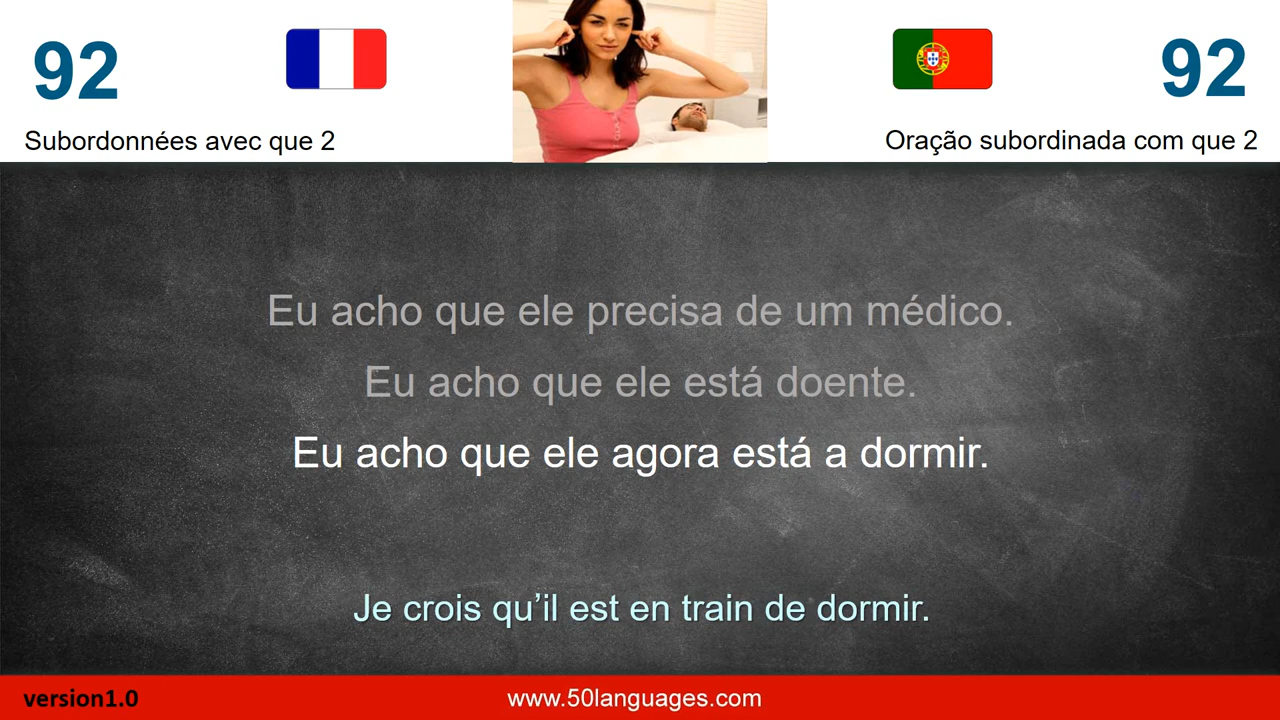 92
92
Subordonnées avec que 2
Oração subordinada com que 2
Eu acho que ele precisa de um médico.
Eu acho que ele está doente.
Eu acho que ele agora está a dormir.
Je crois qu’il est en train de dormir.
version1.0
www.50languages.com